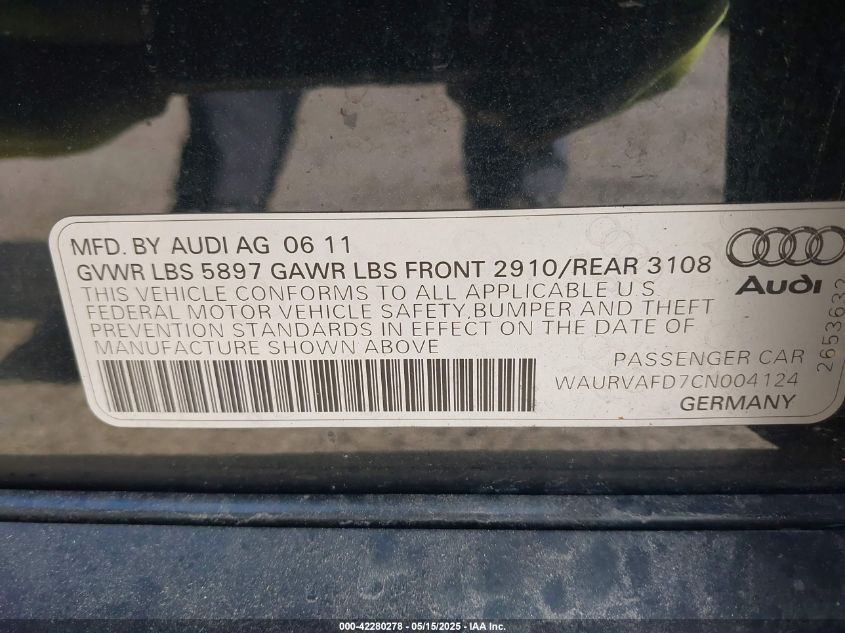 MFD. BY AUDI AG 06 11
GVWR LBS 5897 GAWR LBS FRONT 2910/REAR 3108
THIS VEHICLE CONFORMS TO ALL APPLICABLE U.S
FEDERAL MOTOR VEHICLE SAFETY,BUMPER AND THEFT
PREVENTION STANDARDS IN EFFECT ON THE DATE OF
MANUFACTURE SHOWN ABOVE
PASSENGER CAR
WAURVAFD7CN004124
GERMANY
Audi
2653632
000-42280278 - 05/15/2025 - IAA Inc.